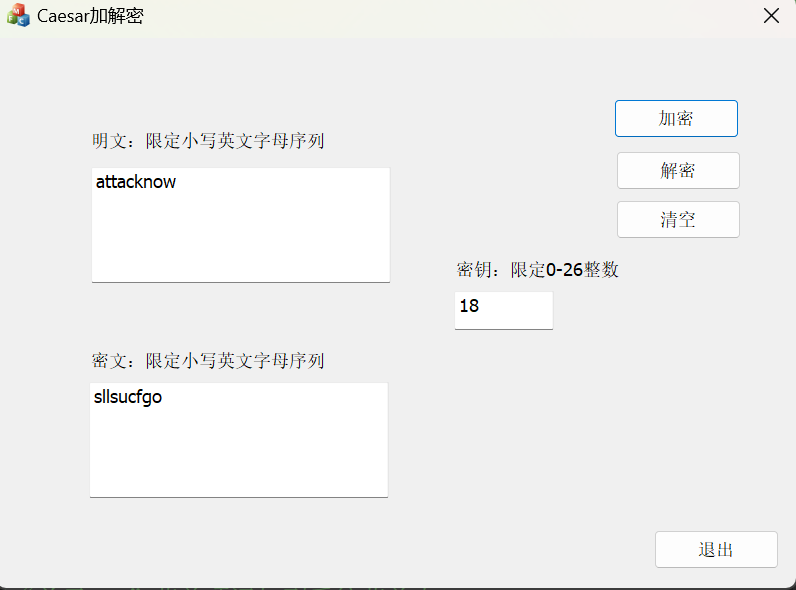 Caesar加解密
加密
明文：限定小写英文字母序列
解密
attacknow
清空
密钥：限定0-26整数
18
密文：限定小写英文字母序列
sllsucfgo
退出